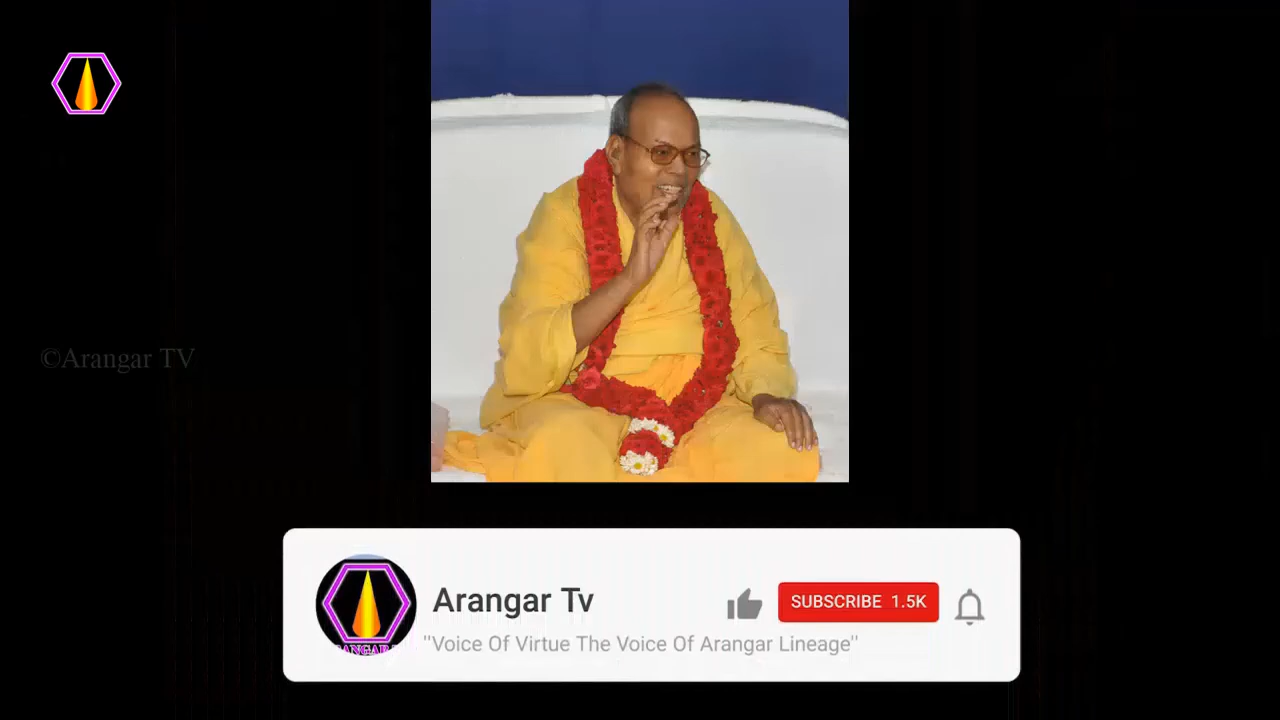 ©Arangar TV
Arangar Tv
SUBSCRIBE 1.5K
"Voice Of Virtue The Voice Of Arangar Lineage"